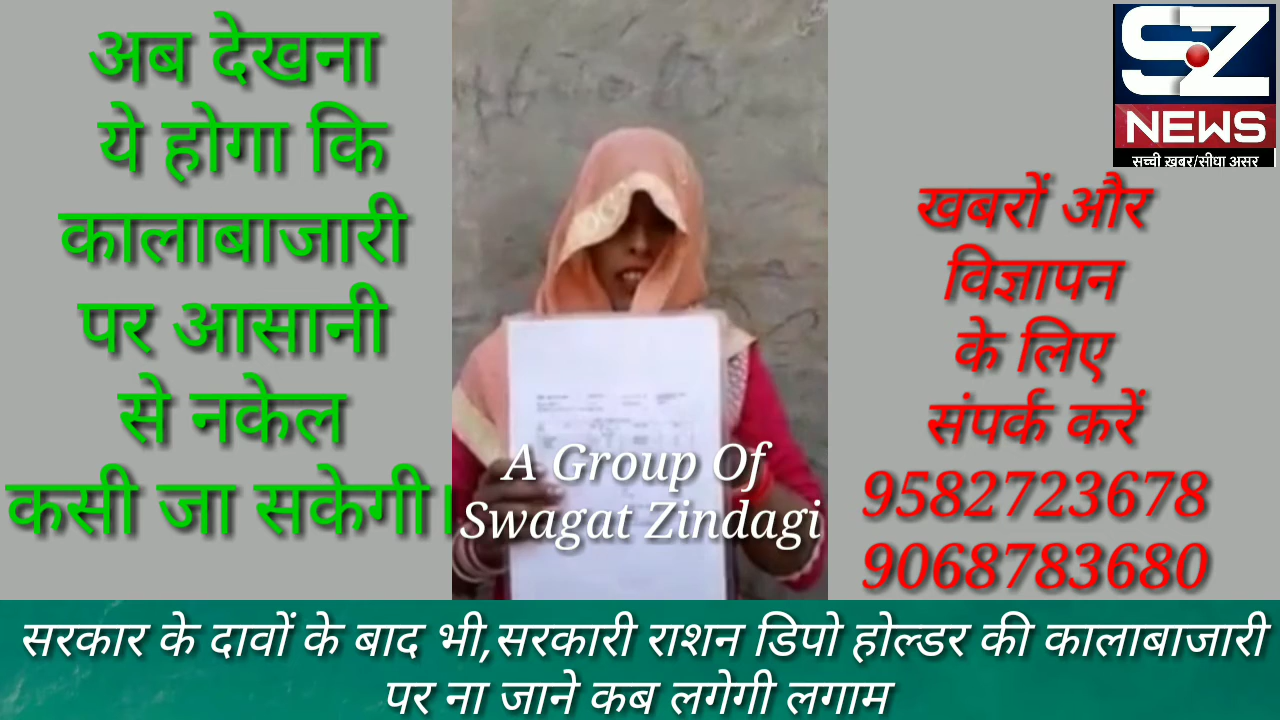 अब देखना
ये होगा कि
कालाबाजारी
पर आसानी
से नकेल
कसी जा सकेगी।
A Group Of
Swagat Zindagi
SZ
NEWS
सच्ची ख़बर/सीधा असर
खबरों और
विज्ञापन
के लिए
संपर्क करें
9582723678
9068783680
सरकार के दावों के बाद भी,सरकारी राशन डिपो होल्डर की कालाबाजारी
पर ना जाने कब लगेगी लगाम